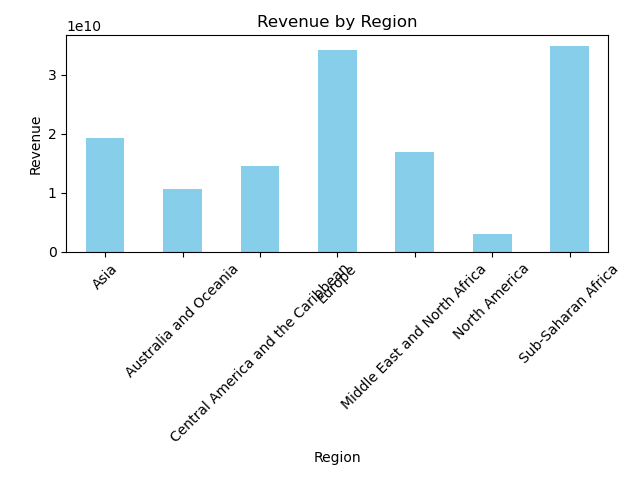 Revenue by Region
1e10
3
2
1
0
Revenue
Asia
Australia and Oceania
Central America and the Caribbean
Europe
Middle East and North Africa
North America
Sub-Saharan Africa
Region